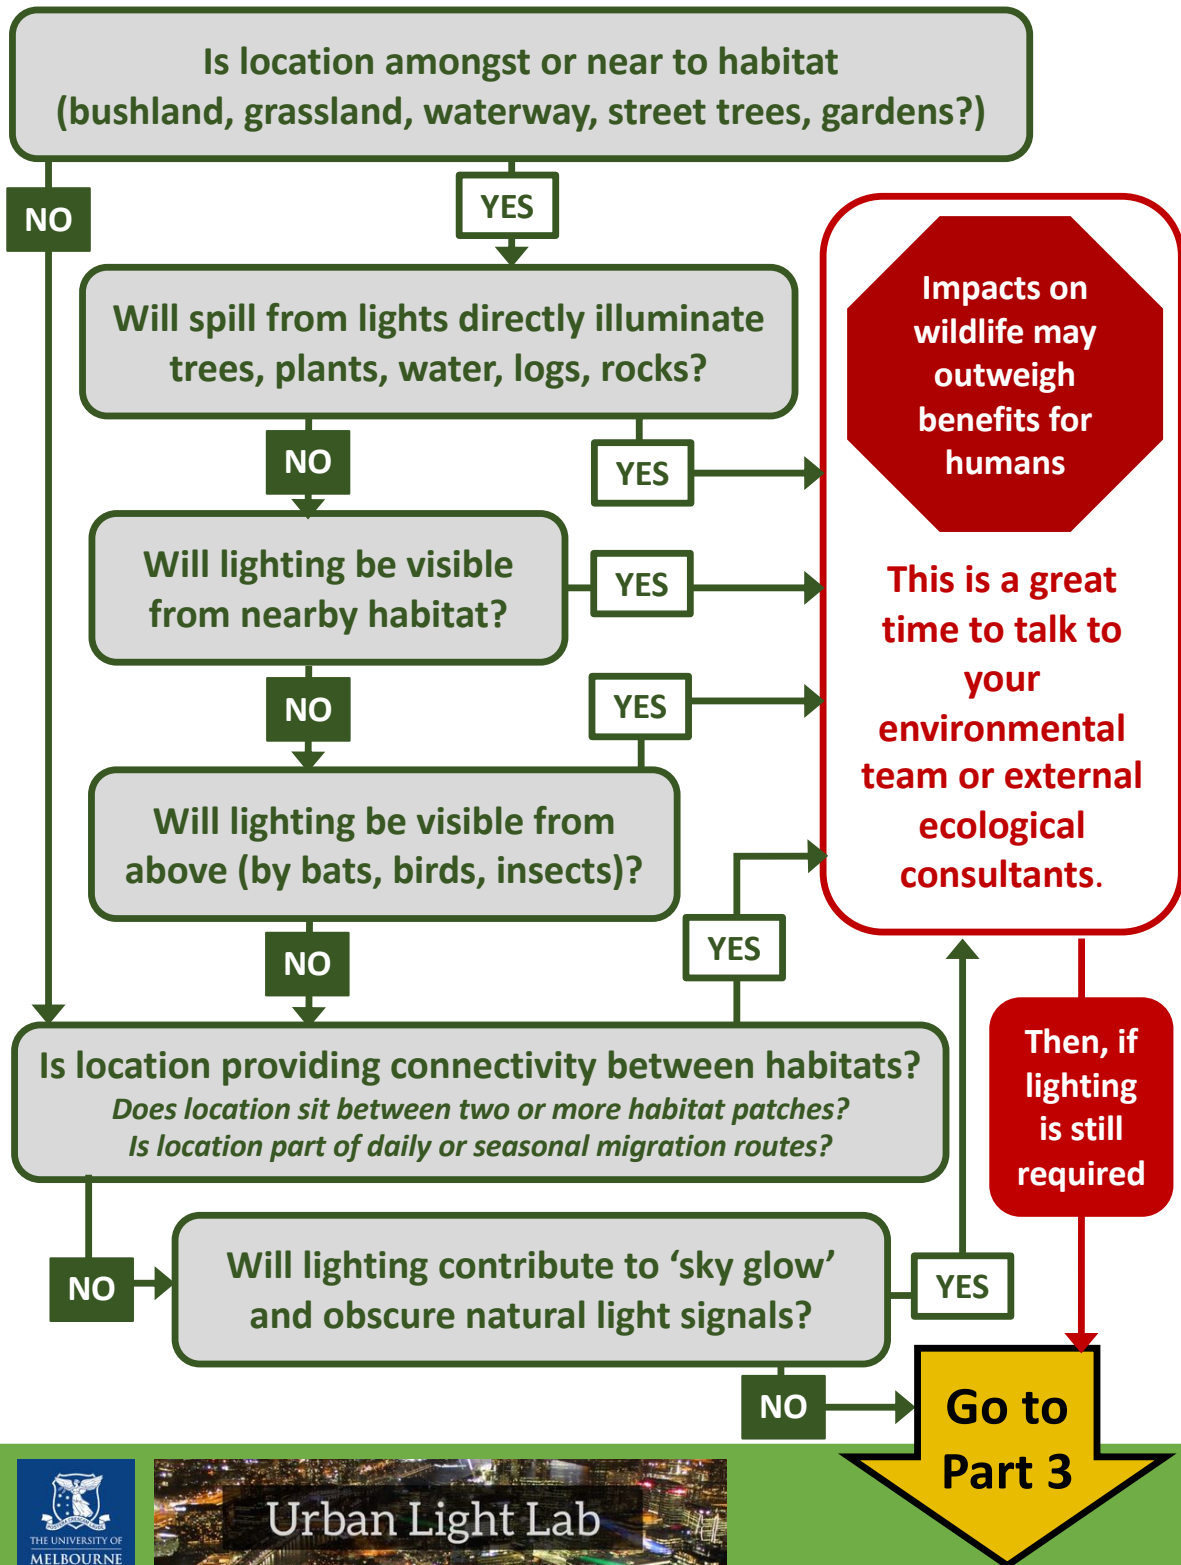 Is location amongst or near to habitat
(bushland, grassland, waterway, street trees, gardens?)
NO
YES
Will spill from lights directly illuminate
trees, plants, water, logs, rocks?
NO
YES
Will lighting be visible
from nearby habitat?
YES
NO
YES
Will lighting be visible from
above (by bats, birds, insects)?
NO
YES
Impacts on
wildlife may
outweigh
benefits for
humans
This is a great
time to talk to
your
environmental
team or external
ecological
consultants.
Is location providing connectivity between habitats?
Does location sit between two or more habitat patches?
Is location part of daily or seasonal migration routes?
Then, if
lighting
is still
required
NO
Will lighting contribute to ‘sky glow’
and obscure natural light signals?
YES
NO
Go to
Part 3
THE UNIVERSITY OF
MELBOURNE
Urban Light Lab